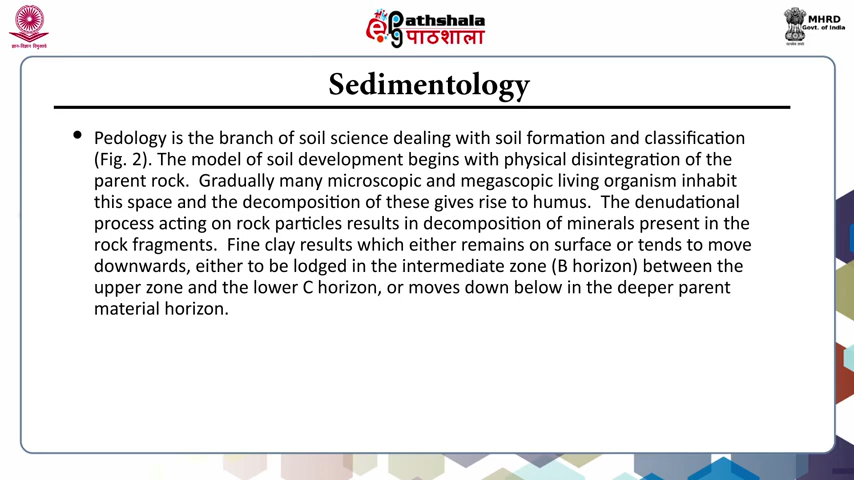 ePathshala
पाठशाला
MHRD
Govt. of India
Sedimentology
• Pedology is the branch of soil science dealing with soil formation and classification
(Fig. 2). The model of soil development begins with physical disintegration of the
parent rock.  Gradually many microscopic and megascopic living organism inhabit
this space and the decomposition of these gives rise to humus.  The denudational
process acting on rock particles results in decomposition of minerals present in the
rock fragments.  Fine clay results which either remains on surface or tends to move
downwards, either to be lodged in the intermediate zone (B horizon) between the
upper zone and the lower C horizon, or moves down below in the deeper parent
material horizon.